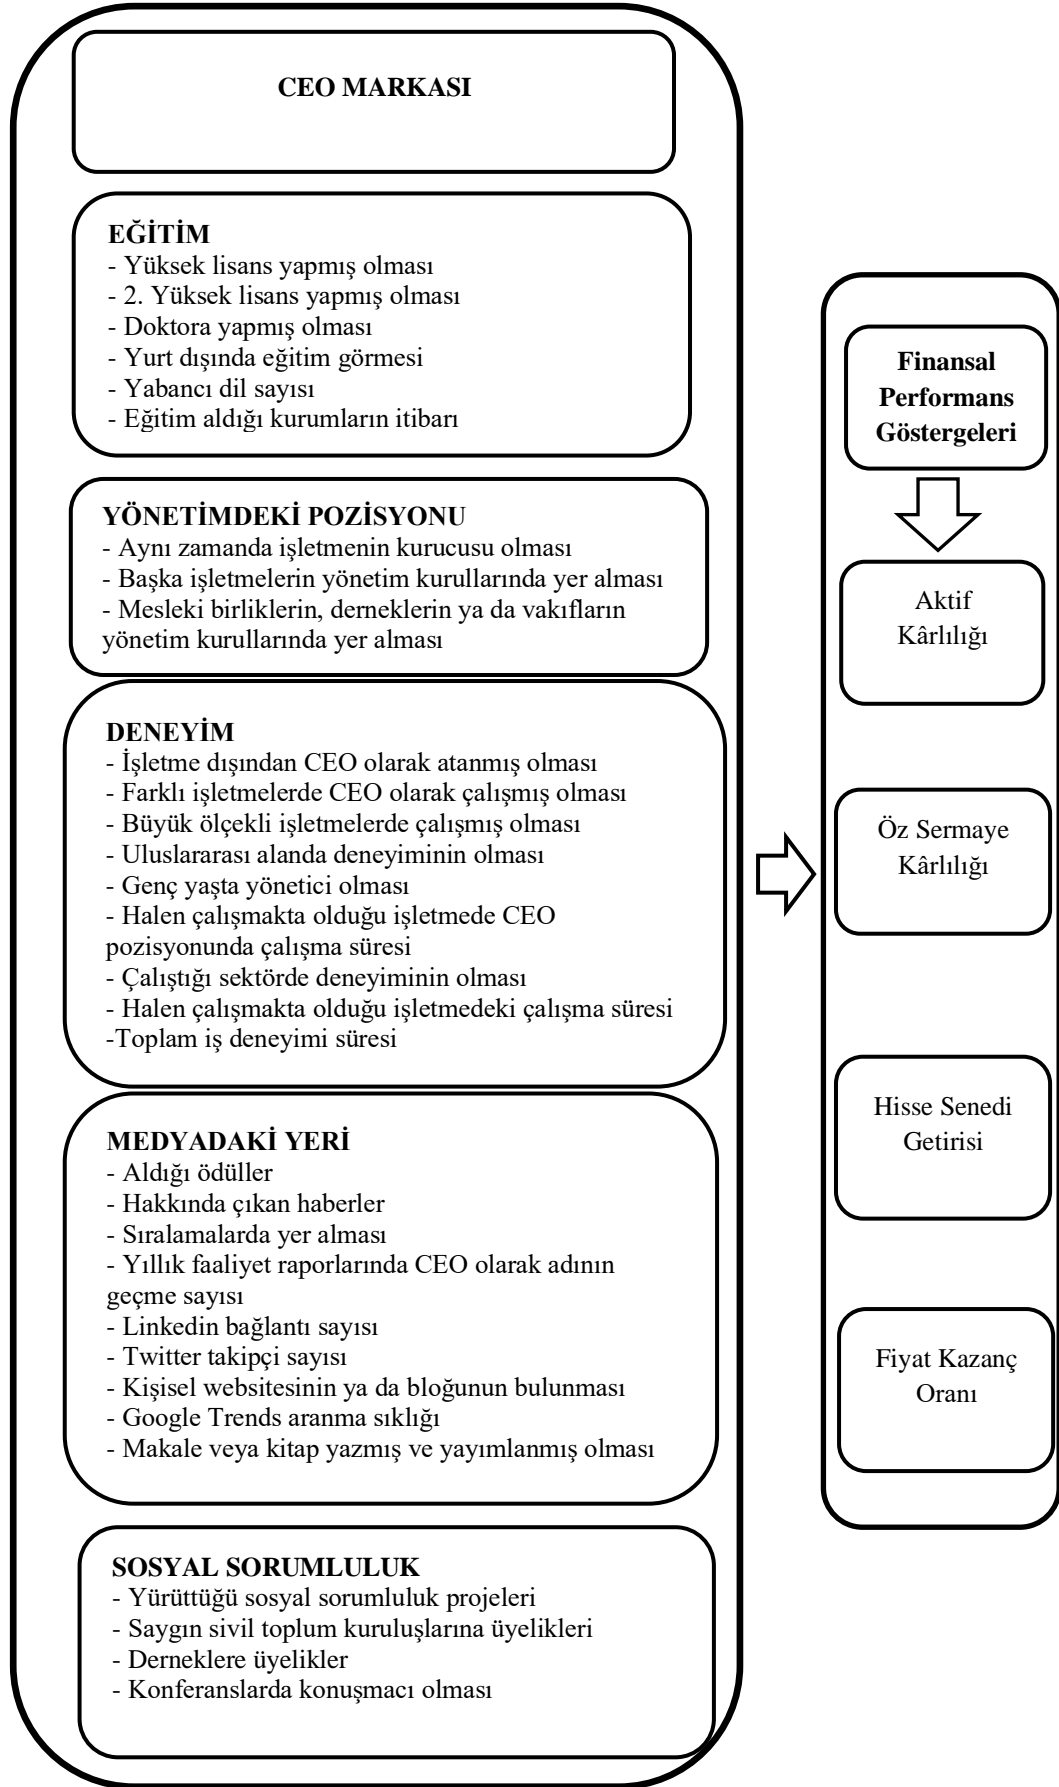 CEO MARKASI
EĞİTİM
- Yüksek lisans yapmış olması
- 2. Yüksek lisans yapmış olması
- Doktora yapmış olması
- Yurt dışında eğitim görmesi
- Yabancı dil sayısı
- Eğitim aldığı kurumların itibarı
YÖNETİMDEKİ POZİSYONU
- Aynı zamanda işletmenin kurucusu olması
- Başka işletmelerin yönetim kurullarında yer alması
- Mesleki birliklerin, derneklerin ya da vakıfların
yönetim kurullarında yer alması
DENEYİM
- İşletme dışından CEO olarak atanmış olması
- Farklı işletmelerde CEO olarak çalışmış olması
- Büyük ölçekli işletmelerde çalışmış olması
- Uluslararası alanda deneyiminin olması
- Genç yaşta yönetici olması
- Halen çalışmakta olduğu işletmede CEO
pozisyonunda çalışma süresi
- Çalıştığı sektörde deneyiminin olması
- Halen çalışmakta olduğu işletmedeki çalışma süresi
-Toplam iş deneyimi süresi
MEDYADAKİ YERİ
- Aldığı ödüller
- Hakkında çıkan haberler
- Sıralamalarda yer alması
- Yıllık faaliyet raporlarında CEO olarak adının
geçme sayısı
- Linkedin bağlantı sayısı
- Twitter takipçi sayısı
- Kişisel websitesinin ya da bloğunun bulunması
- Google Trends aranma sıklığı
- Makale veya kitap yazmış ve yayımlanmış olması
SOSYAL SORUMLULUK
- Yürüttüğü sosyal sorumluluk projeleri
- Saygın sivil toplum kuruluşlarına üyelikleri
- Derneklere üyelikler
- Konferanslarda konuşmacı olması
Finansal
Performans
Göstergeleri
Aktif
Kârlılığı
Öz Sermaye
Kârlılığı
Hisse Senedi
Getirisi
Fiyat Kazanç
Oranı